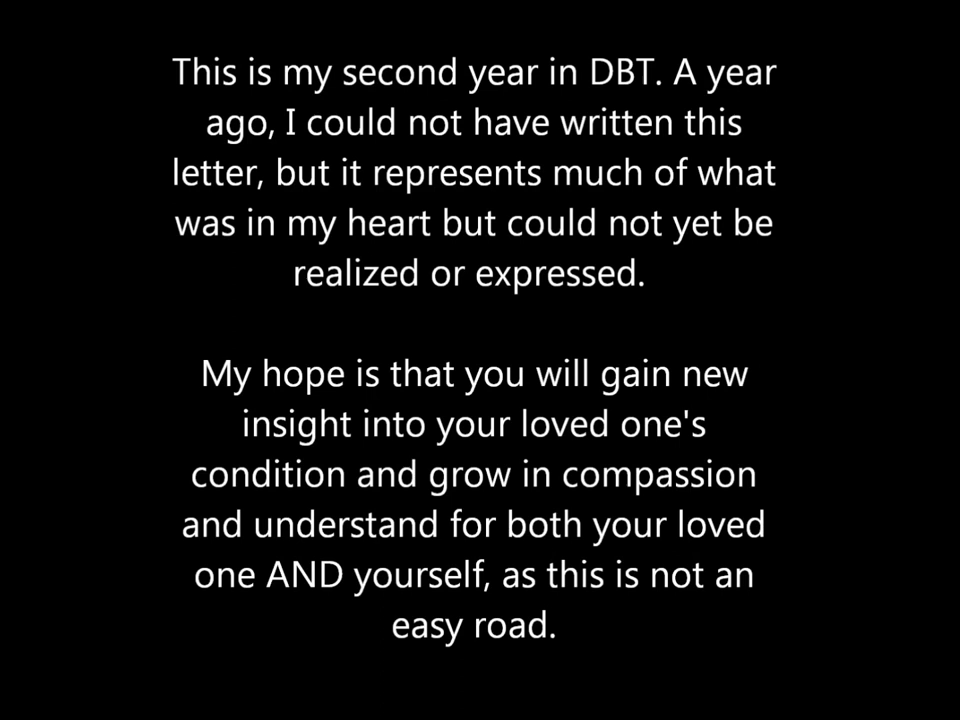 This is my second year in DBT. A year
ago, I could not have written this
letter, but it represents much of what
was in my heart but could not yet be
realized or expressed.
My hope is that you will gain new
insight into your loved one's
condition and grow in compassion
and understand for both your loved
one AND yourself, as this is not an
easy road.